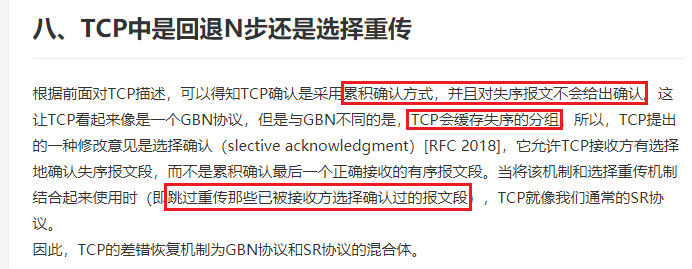 八、TCP中是回退N步还是选择重传
根据前面对TCP描述，可以得知TCP确认是采用累积确认方式，并且对失序报文不会给出确认。这
让TCP看起来像是一个GBN协议，但是与GBN不同的是，TCP会缓存失序的分组。所以，TCP提出
的一种修改意见是选择确认（slective acknowledgment）[RFC 2018]，它允许TCP接收方有选择
地确认失序报文段，而不是累积确认最后一个正确接收的有序报文段。当将该机制和选择重传机制
结合起来使用时（即跳过重传那些已被接收方选择确认过的报文段），TCP就像我们通常的SR协
议。
因此，TCP的差错恢复机制为GBN协议和SR协议的混合体。